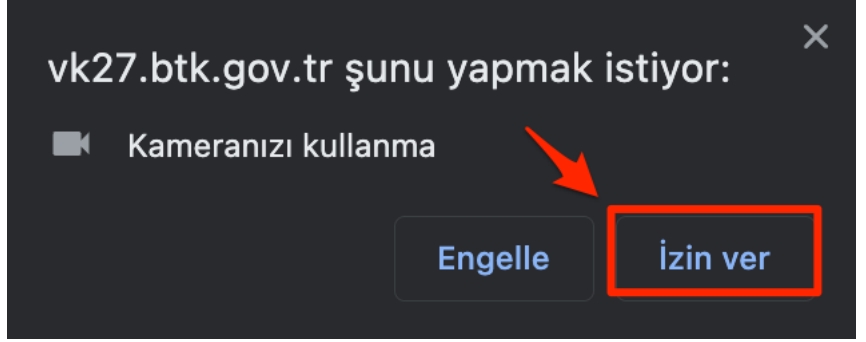 vk27.btk.gov.tr şunu yapmak istiyor:
Kameranızı kullanma
Engelle
İzin ver